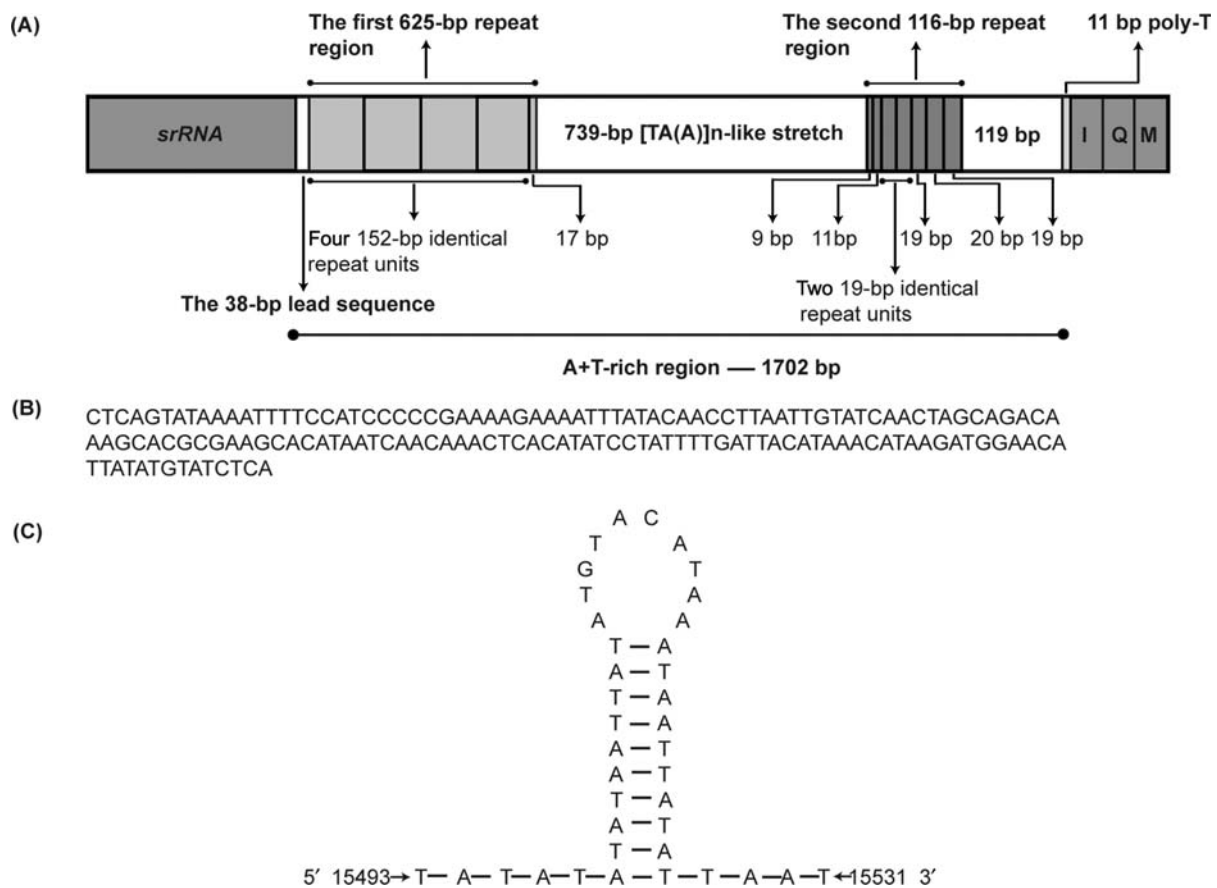 (A)
The first 625-bp repeat
region
The second 116-bp repeat
region
11 bp poly-T
srRNA
739-bp [TA(A)]n-like stretch
119 bp
I Q M
Four 152-bp identical
repeat units
17 bp
9 bp
11bp
19 bp
20 bp
19 bp
Two 19-bp identical
repeat units
The 38-bp lead sequence
A+T-rich region — 1702 bp
(B)
CTCAGTATAAAATTTTCCATCCCCCGAAAAGAAAATTTATACAACCTTAATTGTATCAACTAGCAGACA
AAGCACGCGAAGCACATAATCAACAAACTCACATATCCTATTTTGATTACATAAACATAAGATGGAACA
TTATATGTATCTCA
(C)
A C
T A
G T
T A
A A
T — A
A — T
T — A
T — A
A — T
A — T
T — A
A — T
T — A
5′ 15493→T — A — T — A — T — A — T — T — A — A — T←15531 3′